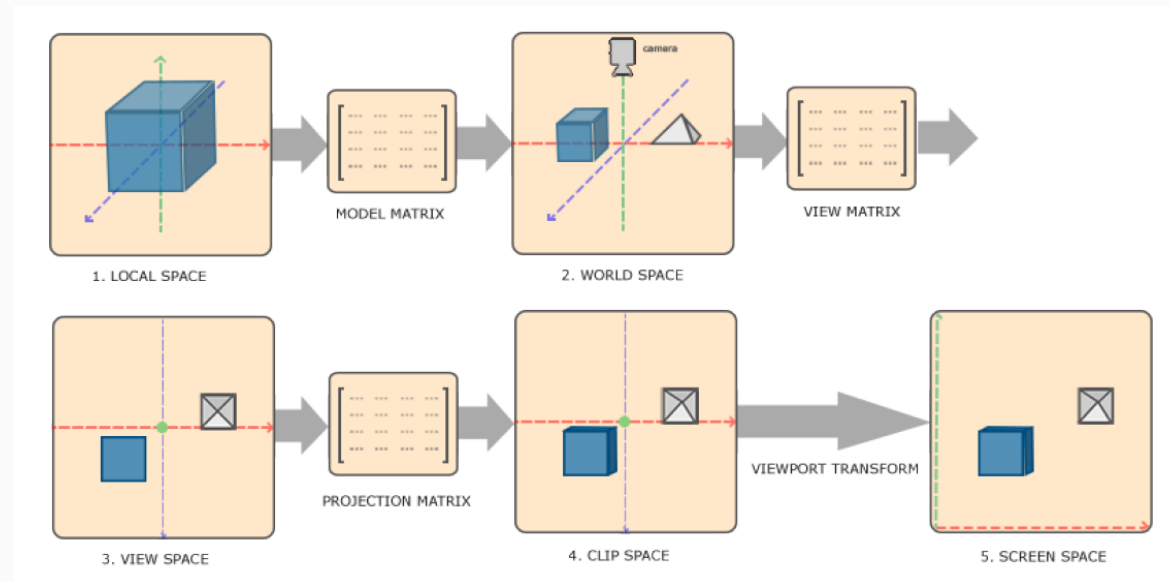 camera
MODEL MATRIX
VIEW MATRIX
1. LOCAL SPACE
2. WORLD SPACE
PROJECTION MATRIX
VIEWPORT TRANSFORM
3. VIEW SPACE
4. CLIP SPACE
5. SCREEN SPACE